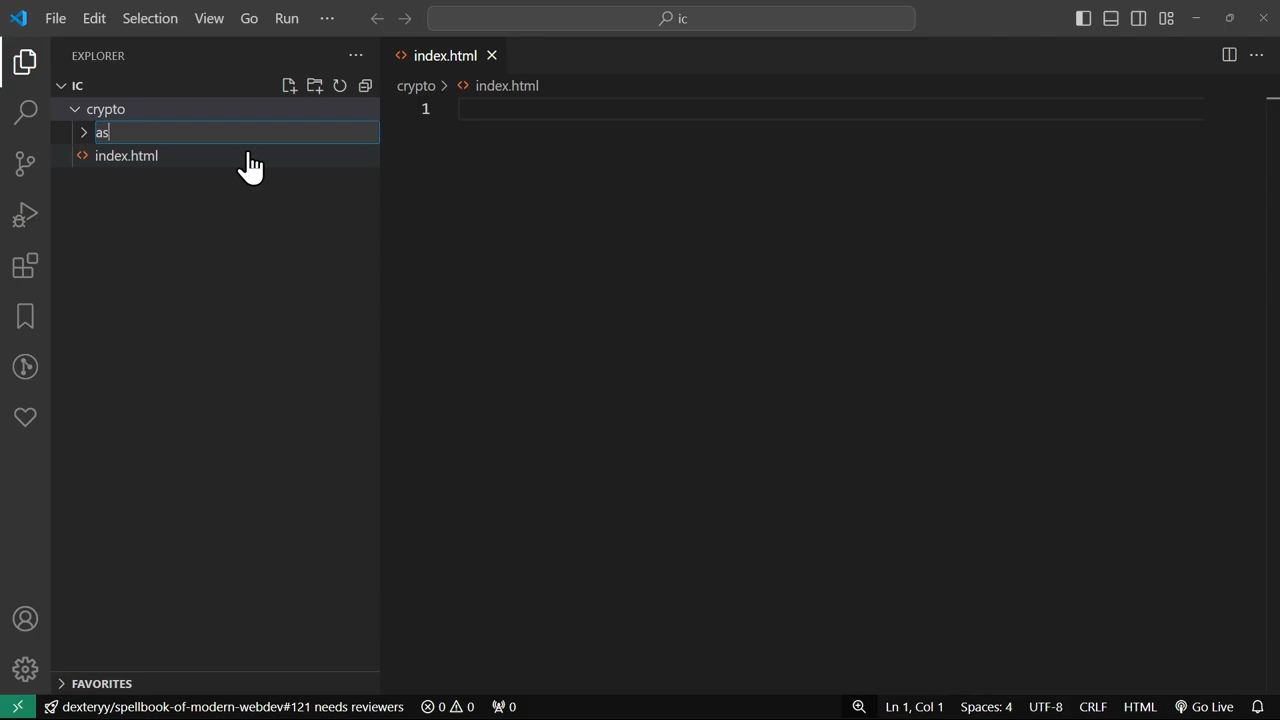 File Edit Selection View Go Run ··· ic
EXPLORER ···
index.html
IC
crypto > index.html
crypto
1
as
index.html
FAVORITES
dexteryy/spellbook-of-modern-webdev#121 needs reviewers 0 0 0 Ln 1, Col 1 Spaces: 4 UTF-8 CRLF HTML Go Live